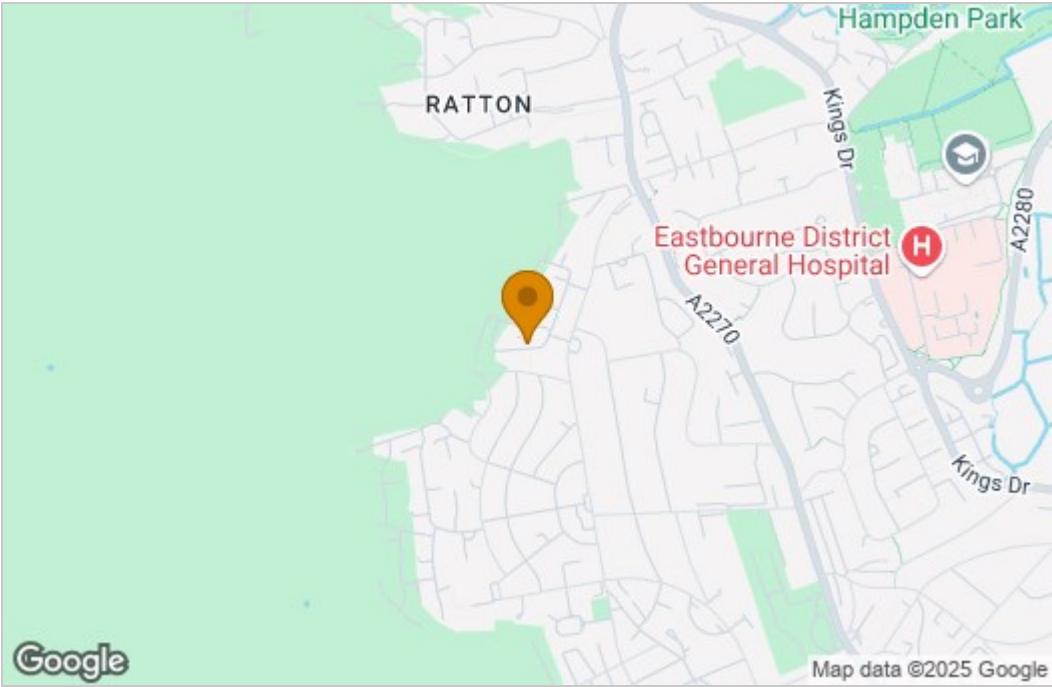 Hampden Park
RATTON
Kings Dr
A2280
Eastbourne District
General Hospital
H
A2270
Kings Dr
Google
Map data ©2025 Google